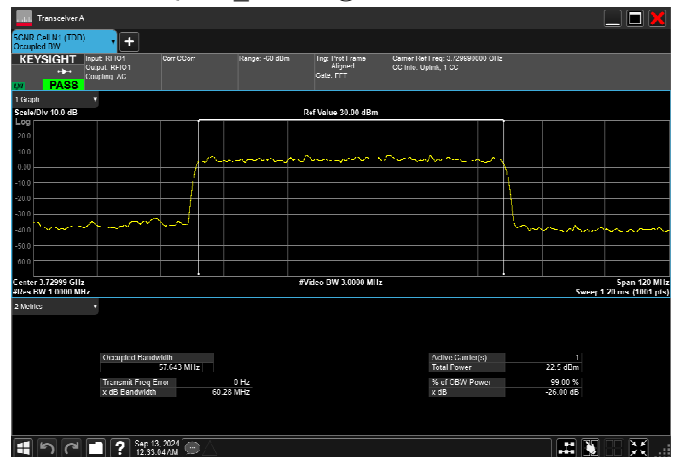 Transceiver A
5GNR Cell N1 (TDD)
Occupied BW
KEYSIGHT
PASS
Input: RFIO1
Output: RFIO1
Coupling: AC
Corr CCorr
Range: -60 dBm
Trig: Prot Frame
Aligned
Gate: FFT
Carrier Ref Freq: 3.729990000 GHz
CC Info: Uplink, 1 CC
1 Graph
Scale/Div 10.0 dB
Ref Value 30.00 dBm
Log
20.0
10.0
0.00
-10.0
-20.0
-30.0
-40.0
-50.0
-60.0
Center 3.72999 GHz
#Video BW 3.0000 MHz
Span 120 MHz
#Res BW 1.0000 MHz
Sweep 1.20 ms (1001 pts)
2 Metrics
Occupied Bandwidth
57.643 MHz
Transmit Freq Error 0 Hz
x dB Bandwidth 60.28 MHz
Active Carrier(s) 1
Total Power 22.5 dBm
% of OBW Power 99.00 %
x dB -26.00 dB
?
Sep 13, 2024
12:33:04 AM